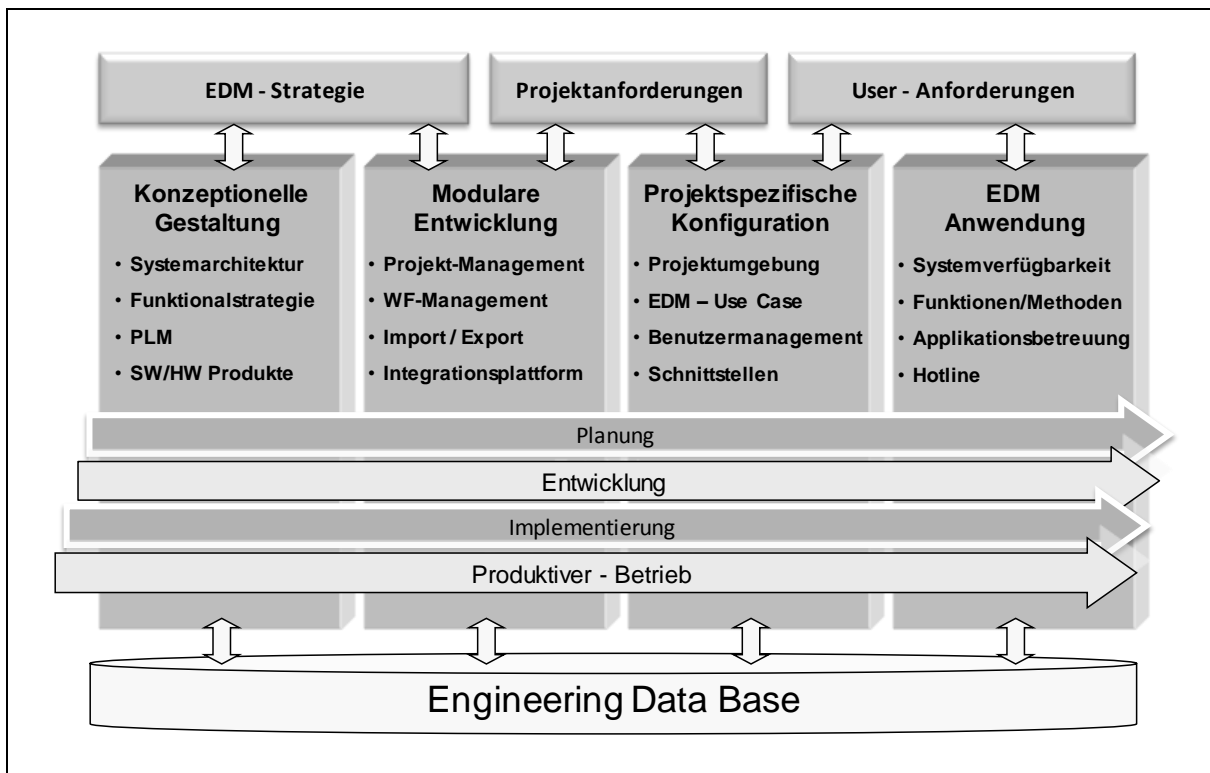 EDM - Strategie
Projektanforderungen
User - Anforderungen
Konzeptionelle
Gestaltung
• Systemarchitektur
• Funktionalstrategie
• PLM
• SW/HW Produkte
Modulare
Entwicklung
• Projekt-Management
• WF-Management
• Import / Export
• Integrationsplattform
Projektspezifische
Konfiguration
• Projektumgebung
• EDM – Use Case
• Benutzermanagement
• Schnittstellen
EDM
Anwendung
• Systemverfügbarkeit
• Funktionen/Methoden
• Applikationsbetreuung
• Hotline
Planung
Entwicklung
Implementierung
Produktiver - Betrieb
Engineering Data Base